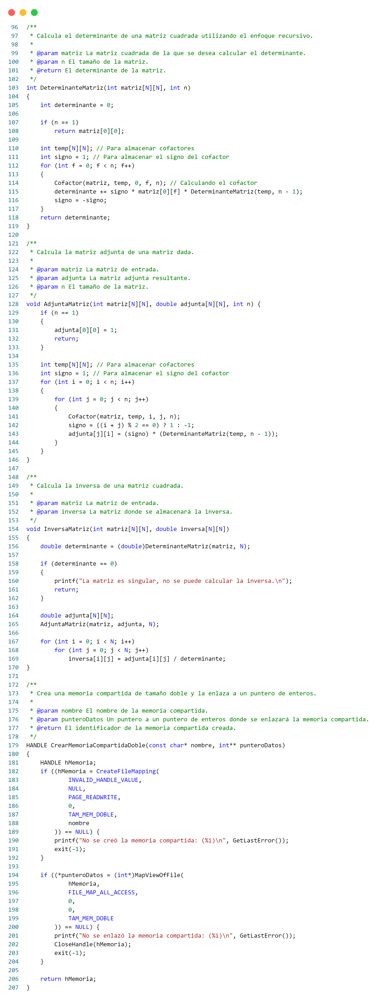 96 /**
97  * Calcula el determinante de una matriz cuadrada utilizando el enfoque recursivo.
98  *
99  * @param matriz La matriz cuadrada de la que se desea calcular el determinante.
100  * @param n El tamaño de la matriz.
101  * @return El determinante de la matriz.
102  */
103 int DeterminanteMatriz(int matriz[N][N], int n)
104 {
105     int determinante = 0;
106
107     if (n == 1)
108         return matriz[0][0];
109
110     int temp[N][N]; // Para almacenar cofactores
111     int signo = 1; // Para almacenar el signo del cofactor
112     for (int f = 0; f < n; f++)
113     {
114         Cofactor(matriz, temp, 0, f, n); // Calculando el cofactor
115         determinante += signo * matriz[0][f] * DeterminanteMatriz(temp, n - 1);
116         signo = -signo;
117     }
118     return determinante;
119 }
120
121 /**
122  * Calcula la matriz adjunta de una matriz dada.
123  *
124  * @param matriz La matriz de entrada.
125  * @param adjunta La matriz adjunta resultante.
126  * @param n El tamaño de la matriz.
127  */
128 void AdjuntaMatriz(int matriz[N][N], double adjunta[N][N], int n) {
129     if (n == 1)
130     {
131         adjunta[0][0] = 1;
132         return;
133     }
134
135     int temp[N][N]; // Para almacenar cofactores
136     int signo = 1; // Para almacenar el signo del cofactor
137     for (int i = 0; i < n; i++)
138     {
139         for (int j = 0; j < n; j++)
140         {
141             Cofactor(matriz, temp, i, j, n);
142             signo = ((i + j) % 2 == 0) ? 1 : -1;
143             adjunta[j][i] = (signo) * (DeterminanteMatriz(temp, n - 1));
144         }
145     }
146 }
147
148 /**
149  * Calcula la inversa de una matriz cuadrada.
150  *
151  * @param matriz La matriz de entrada.
152  * @param inversa La matriz donde se almacenará la inversa.
153  */
154 void InversaMatriz(int matriz[N][N], double inversa[N][N])
155 {
156     double determinante = (double)DeterminanteMatriz(matriz, N);
157
158     if (determinante == 0)
159     {
160         printf("La matriz es singular, no se puede calcular la inversa.\n");
161         return;
162     }
163
164     double adjunta[N][N];
165     AdjuntaMatriz(matriz, adjunta, N);
166
167     for (int i = 0; i < N; i++)
168         for (int j = 0; j < N; j++)
169             inversa[i][j] = adjunta[i][j] / determinante;
170 }
171
172 /**
173  * Crea una memoria compartida de tamaño doble y la enlaza a un puntero de enteros.
174  *
175  * @param nombre El nombre de la memoria compartida.
176  * @param punteroDatos Un puntero a un puntero de enteros donde se enlazará la memoria compartida.
177  * @return El identificador de la memoria compartida creada.
178  */
179 HANDLE CrearMemoriaCompartidaDoble(const char* nombre, int** punteroDatos)
180 {
181     HANDLE hMemoria;
182     if ((hMemoria = CreateFileMapping(
183             INVALID_HANDLE_VALUE,
184             NULL,
185             PAGE_READWRITE,
186             0,
187             TAM_MEM_DOBLE,
188             nombre
189         )) == NULL) {
190         printf("No se creó la memoria compartida: (%i)\n", GetLastError());
191         exit(-1);
192     }
193
194     if ((*punteroDatos = (int*)MapViewOfFile(
195             hMemoria,
196             FILE_MAP_ALL_ACCESS,
197             0,
198             0,
199             TAM_MEM_DOBLE
200         )) == NULL) {
201         printf("No se enlazó la memoria compartida: (%i)\n", GetLastError());
202         CloseHandle(hMemoria);
203         exit(-1);
204     }
205
206     return hMemoria;
207 }